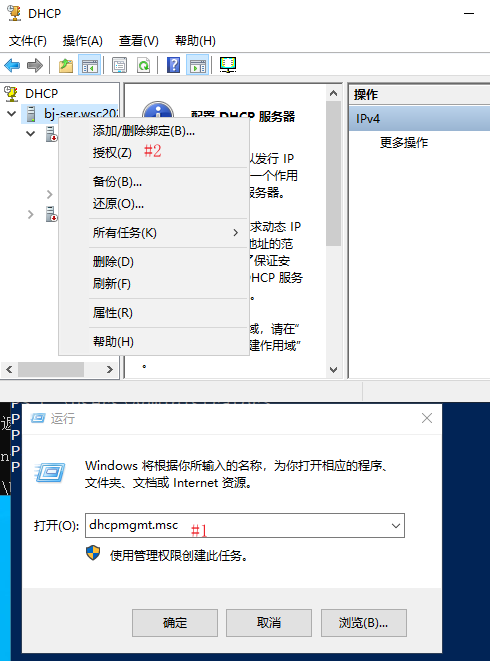 DHCP
文件(F) 操作(A) 查看(V) 帮助(H)
DHCP
bj-ser.wsc202
配置 DHCP 服务器
操作
IPv4
更多操作
添加/删除绑定(B)...
授权(Z) #2
以发行 IP
备份(B)...
一个作用
还原(O)...
服务器。
所有任务(K)
求动态 IP
地址的范
删除(D)
了保证安
刷新(F)
DHCP 服务
。
属性(R)
域，请在“
帮助(H)
建作用域”
。
运行
Windows 将根据你所输入的名称，为你打开相应的程序、
文件夹、文档或 Internet 资源。
打开(O): dhcpmgmt.msc #1
使用管理权限创建此任务。
确定 取消 浏览(B)...